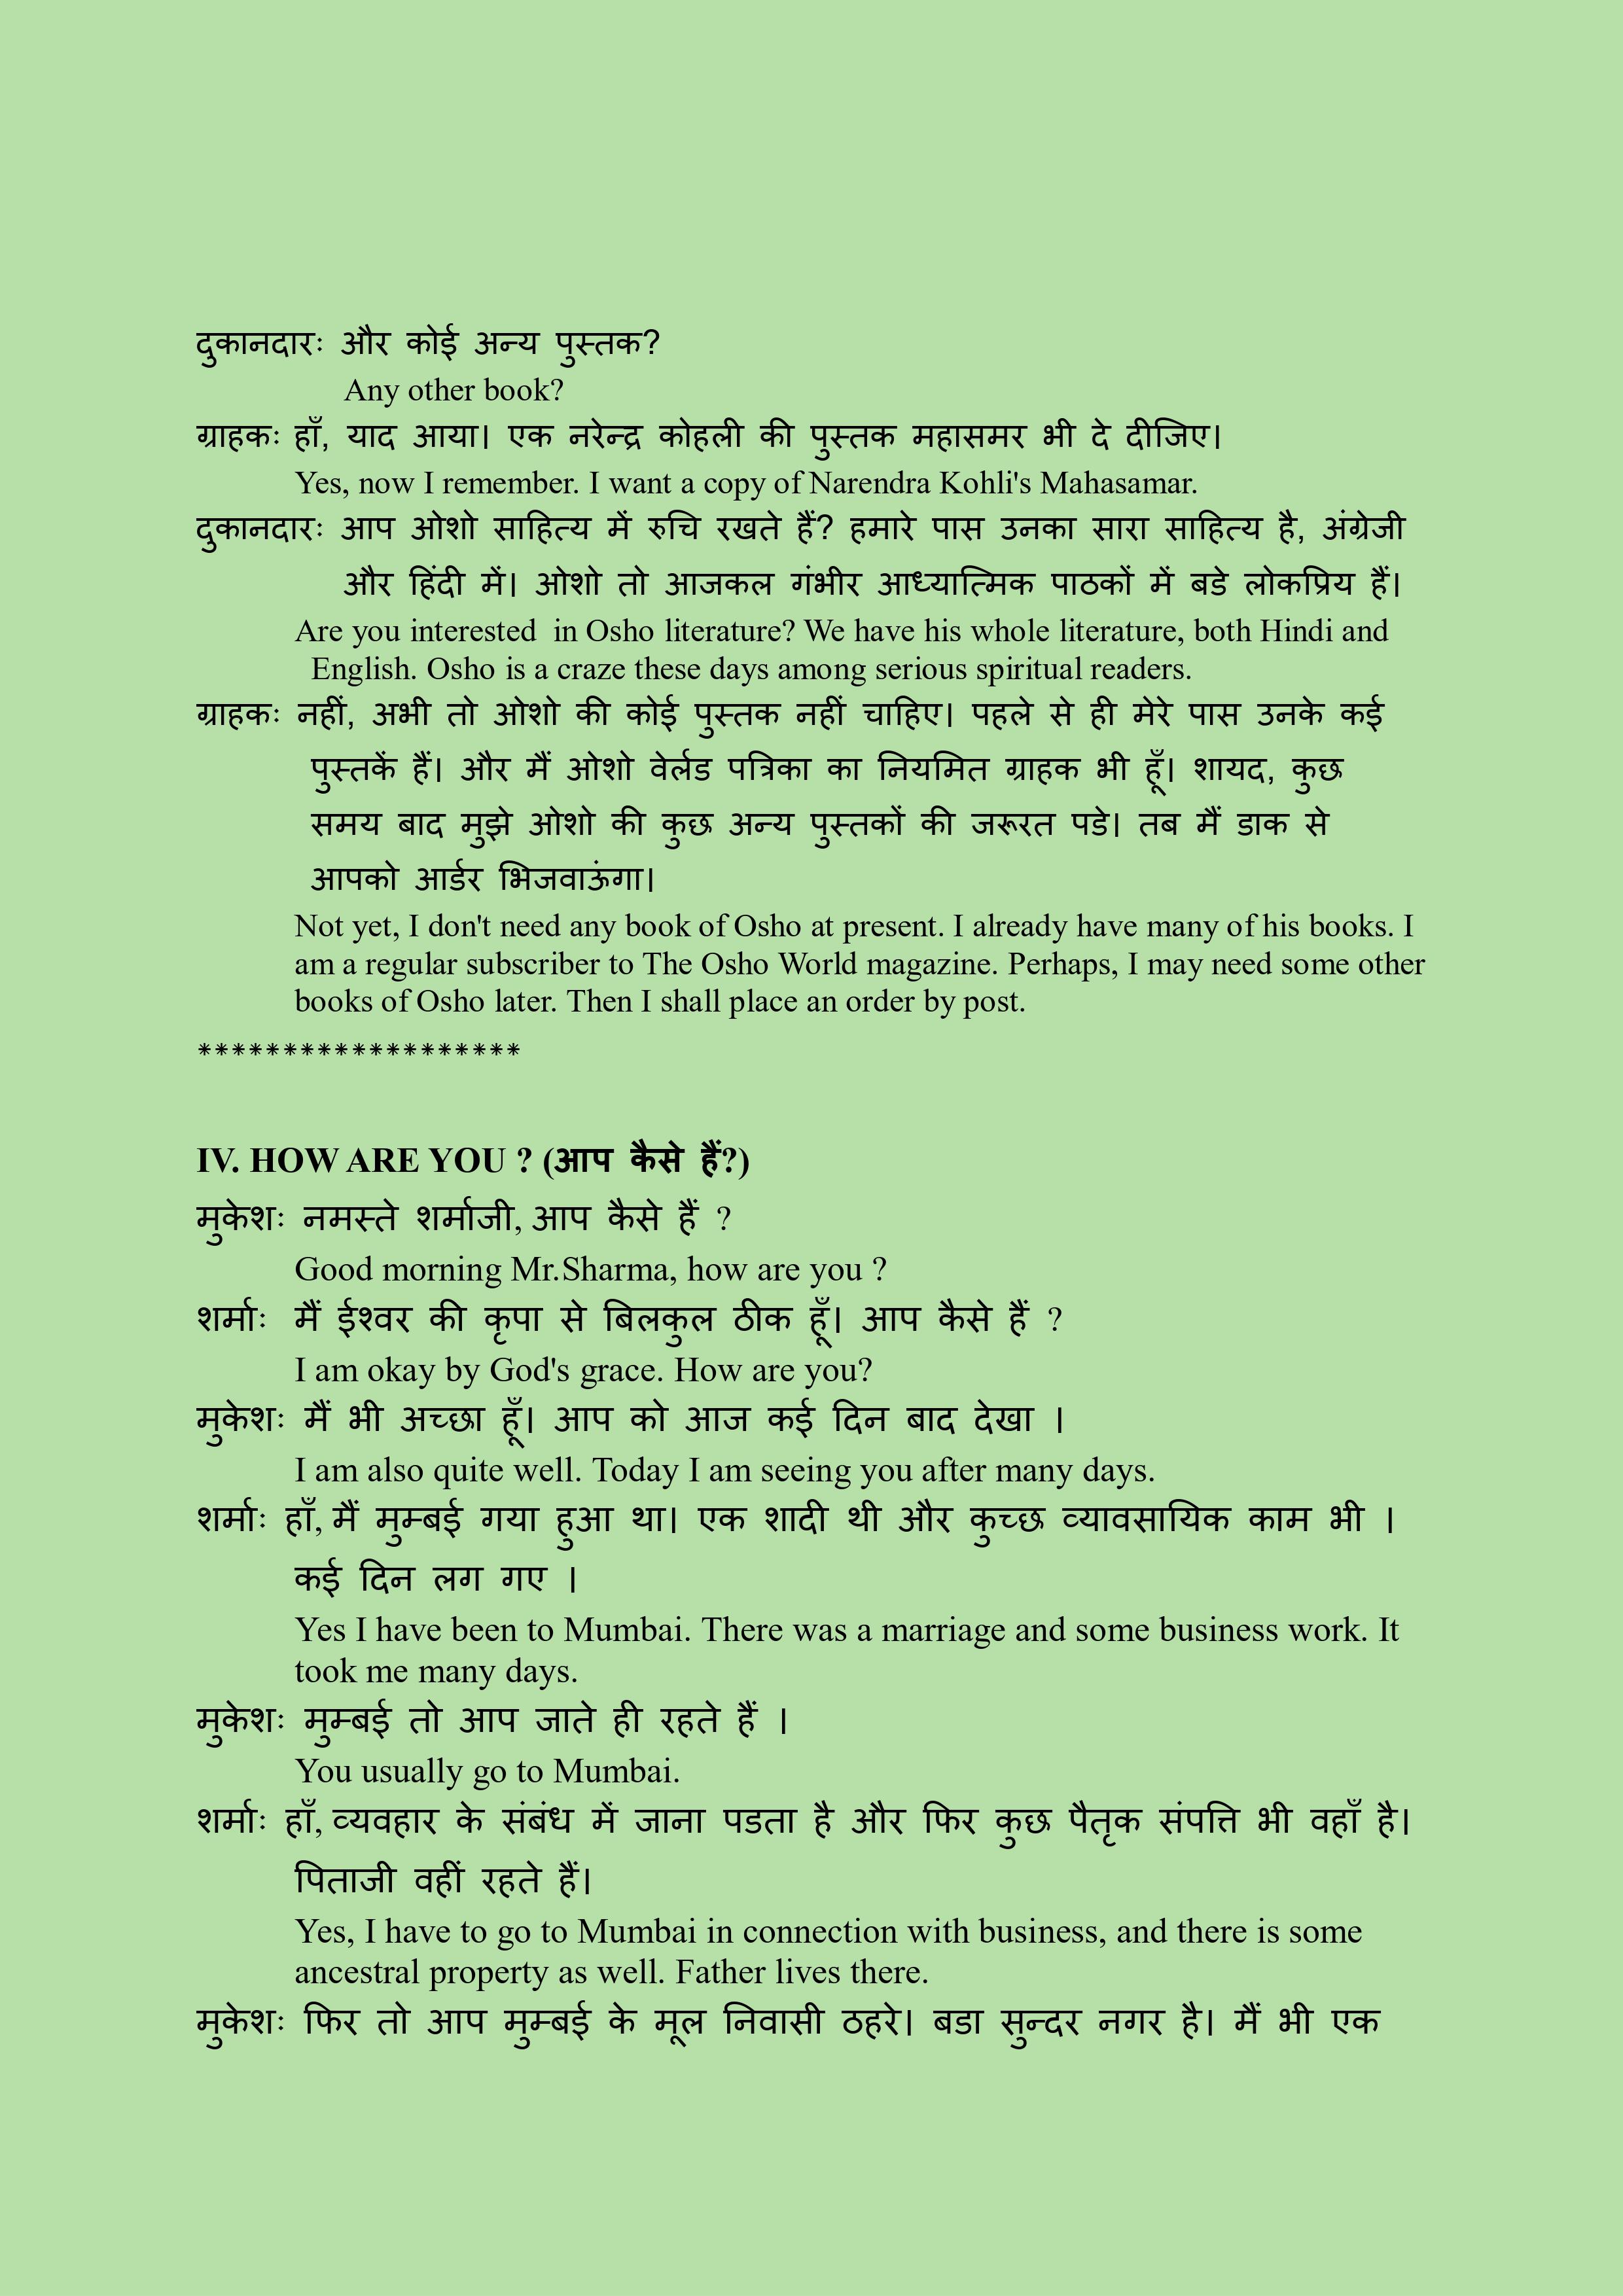 दुकानदारः और कोई अन्य पुस्तक?
Any other book?
ग्राहकः हाँ, याद आया। एक नरेन्द्र कोहली की पुस्तक महासमर भी दे दीजिए।
Yes, now I remember. I want a copy of Narendra Kohli's Mahasamar.
दुकानदारः आप ओशो साहित्य में रुचि रखते हैं? हमारे पास उनका सारा साहित्य है, अंग्रेजी
और हिंदी में। ओशो तो आजकल गंभीर आध्यात्मिक पाठकों में बडे लोकप्रिय हैं।
Are you interested  in Osho literature? We have his whole literature, both Hindi and
English. Osho is a craze these days among serious spiritual readers.
ग्राहकः नहीं, अभी तो ओशो की कोई पुस्तक नहीं चाहिए। पहले से ही मेरे पास उनके कई
पुस्तकें हैं। और मैं ओशो वेर्लड पत्रिका का नियमित ग्राहक भी हूँ। शायद, कुछ
समय बाद मुझे ओशो की कुछ अन्य पुस्तकों की जरूरत पडे। तब मैं डाक से
आपको आर्डर भिजवाऊंगा।
Not yet, I don't need any book of Osho at present. I already have many of his books. I
am a regular subscriber to The Osho World magazine. Perhaps, I may need some other
books of Osho later. Then I shall place an order by post.
*******************
IV. HOW ARE YOU ? (आप कैसे हैं?)
मुकेशः नमस्ते शर्माजी, आप कैसे हैं ?
Good morning Mr.Sharma, how are you ?
शर्माः मैं ईश्वर की कृपा से बिलकुल ठीक हूँ। आप कैसे हैं ?
I am okay by God's grace. How are you?
मुकेशः मैं भी अच्छा हूँ। आप को आज कई दिन बाद देखा ।
I am also quite well. Today I am seeing you after many days.
शर्माः हाँ, मैं मुम्बई गया हुआ था। एक शादी थी और कुच्छ व्यावसायिक काम भी ।
कई दिन लग गए ।
Yes I have been to Mumbai. There was a marriage and some business work. It
took me many days.
मुकेशः मुम्बई तो आप जाते ही रहते हैं ।
You usually go to Mumbai.
शर्माः हाँ, व्यवहार के संबंध में जाना पडता है और फिर कुछ पैतृक संपत्ति भी वहाँ है।
पिताजी वहीं रहते हैं।
Yes, I have to go to Mumbai in connection with business, and there is some
ancestral property as well. Father lives there.
मुकेशः फिर तो आप मुम्बई के मूल निवासी ठहरे। बडा सुन्दर नगर है। मैं भी एक